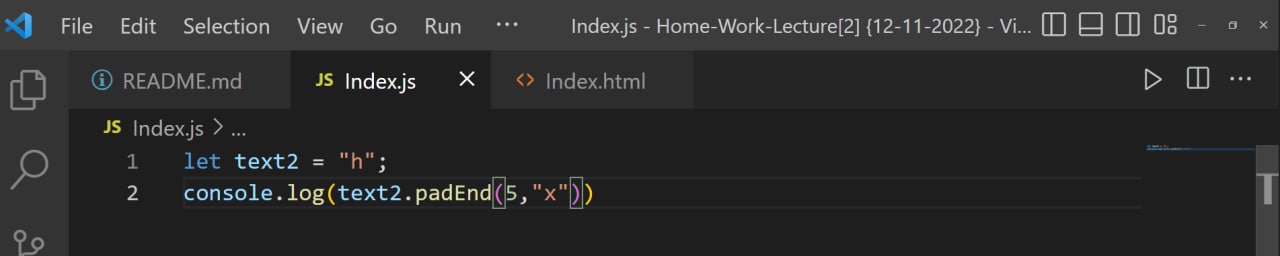 File Edit Selection View Go Run ··· Index.js - Home-Work-Lecture[2] {12-11-2022} - Vi...
README.md JS Index.js Index.html
JS Index.js > ...
1 let text2 = "h";
2 console.log(text2.padEnd(5,"x"))